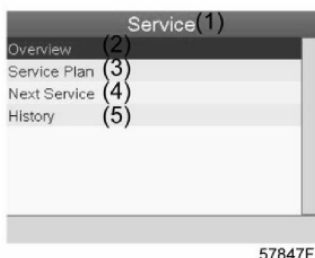 Service(1)
Overview (2)
Service Plan (3)
Next Service (4)
History (5)
57847F